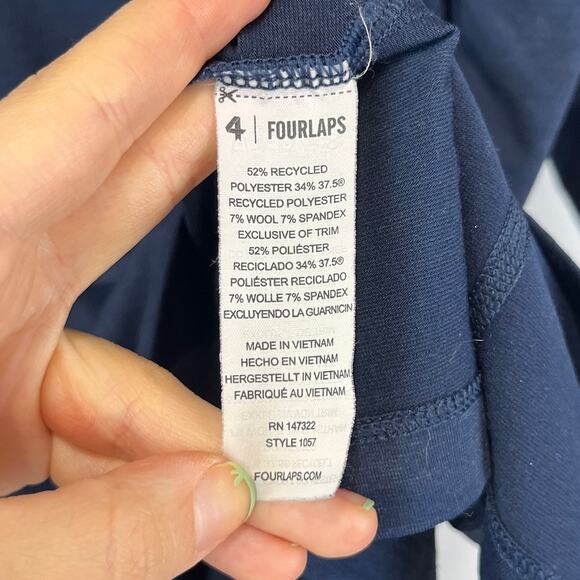 4 | FOURLAPS
52% RECYCLED
POLYESTER 34% 37.5®
RECYCLED POLYESTER
7% WOOL 7% SPANDEX
EXCLUSIVE OF TRIM
52% POLIÉSTER
RECICLADO 34% 37.5®
POLIÉSTER RECICLADO
7% WOLLE 7% SPANDEX
EXCLUYENDO LA GUARNICIN
MADE IN VIETNAM
HECHO EN VIETNAM
HERGESTELLT IN VIETNAM
FABRIQUÉ AU VIETNAM
RN 147322
STYLE 1057
FOURLAPS.COM